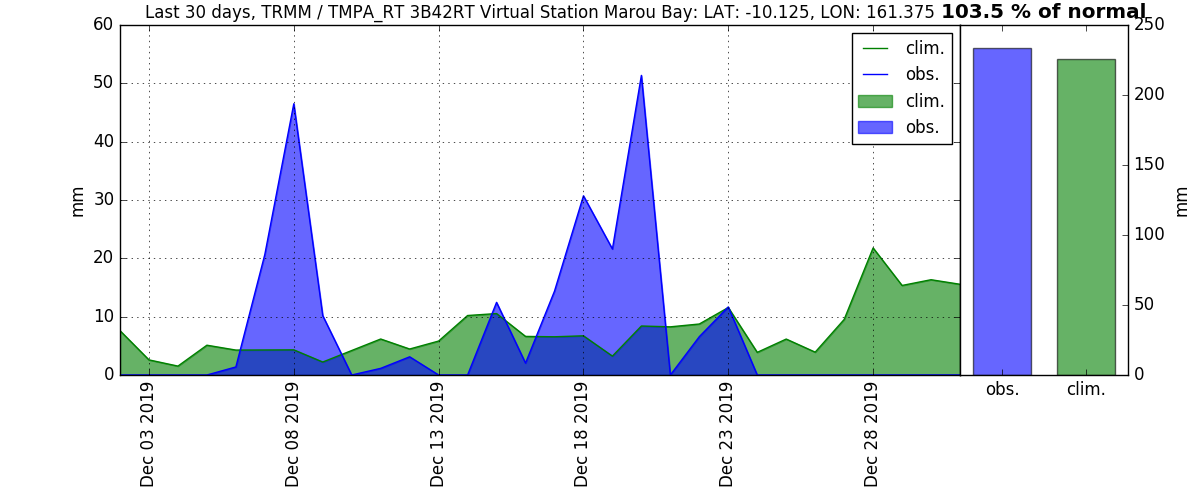 Last 30 days, TRMM / TMPA_RT 3B42RT Virtual Station Marou Bay: LAT: -10.125, LON: 161.375 103.5 % of normal
60
50
40
30
20
10
0
mm
clim.
obs.
clim.
obs.
250
200
150
100
50
0
mm
obs.
clim.
Dec 03 2019
Dec 08 2019
Dec 13 2019
Dec 18 2019
Dec 23 2019
Dec 28 2019